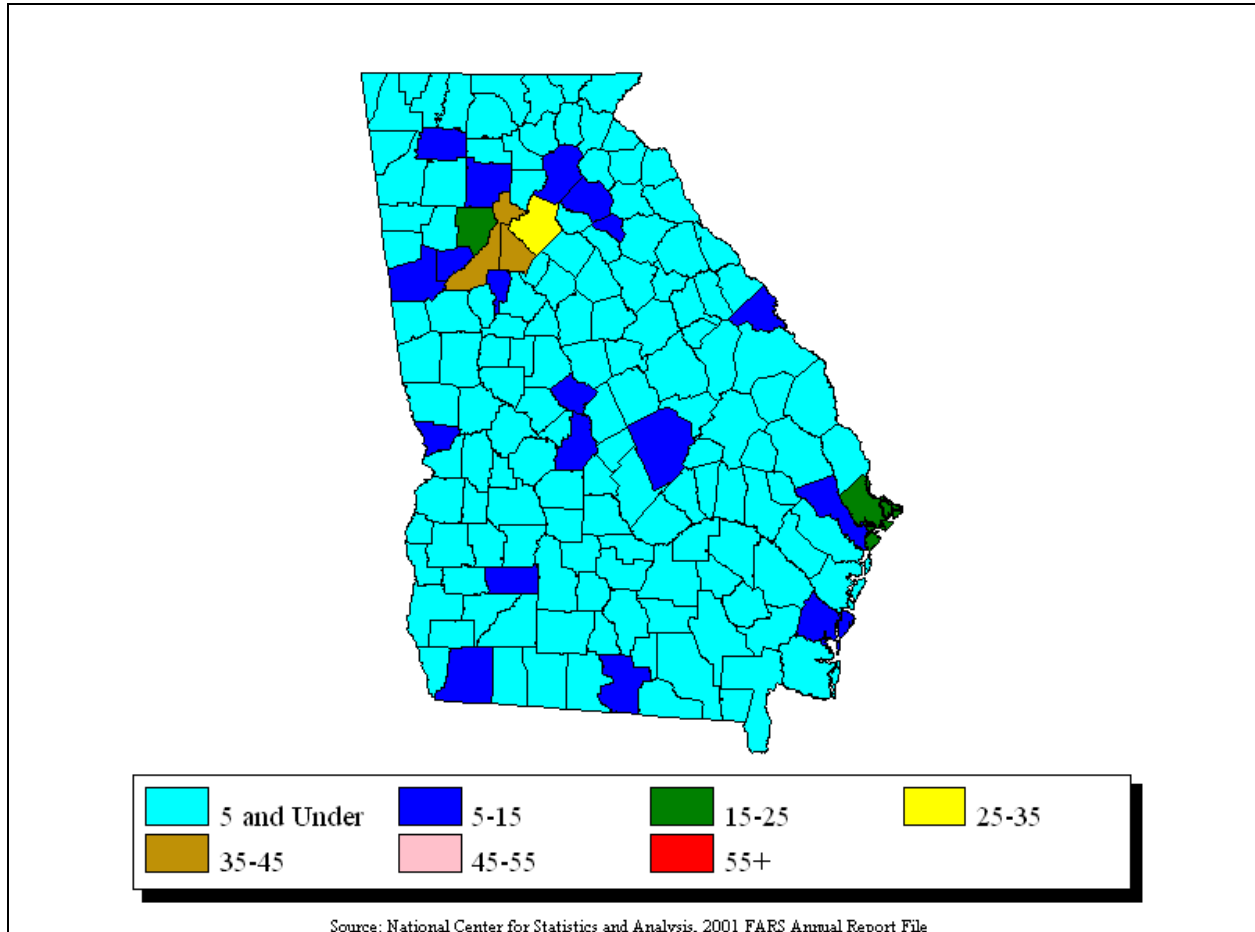 5 and Under 5-15 15-25 25-35
35-45 45-55 55+
Source: National Center for Statistics and Analysis, 2001 FARS Annual Report File